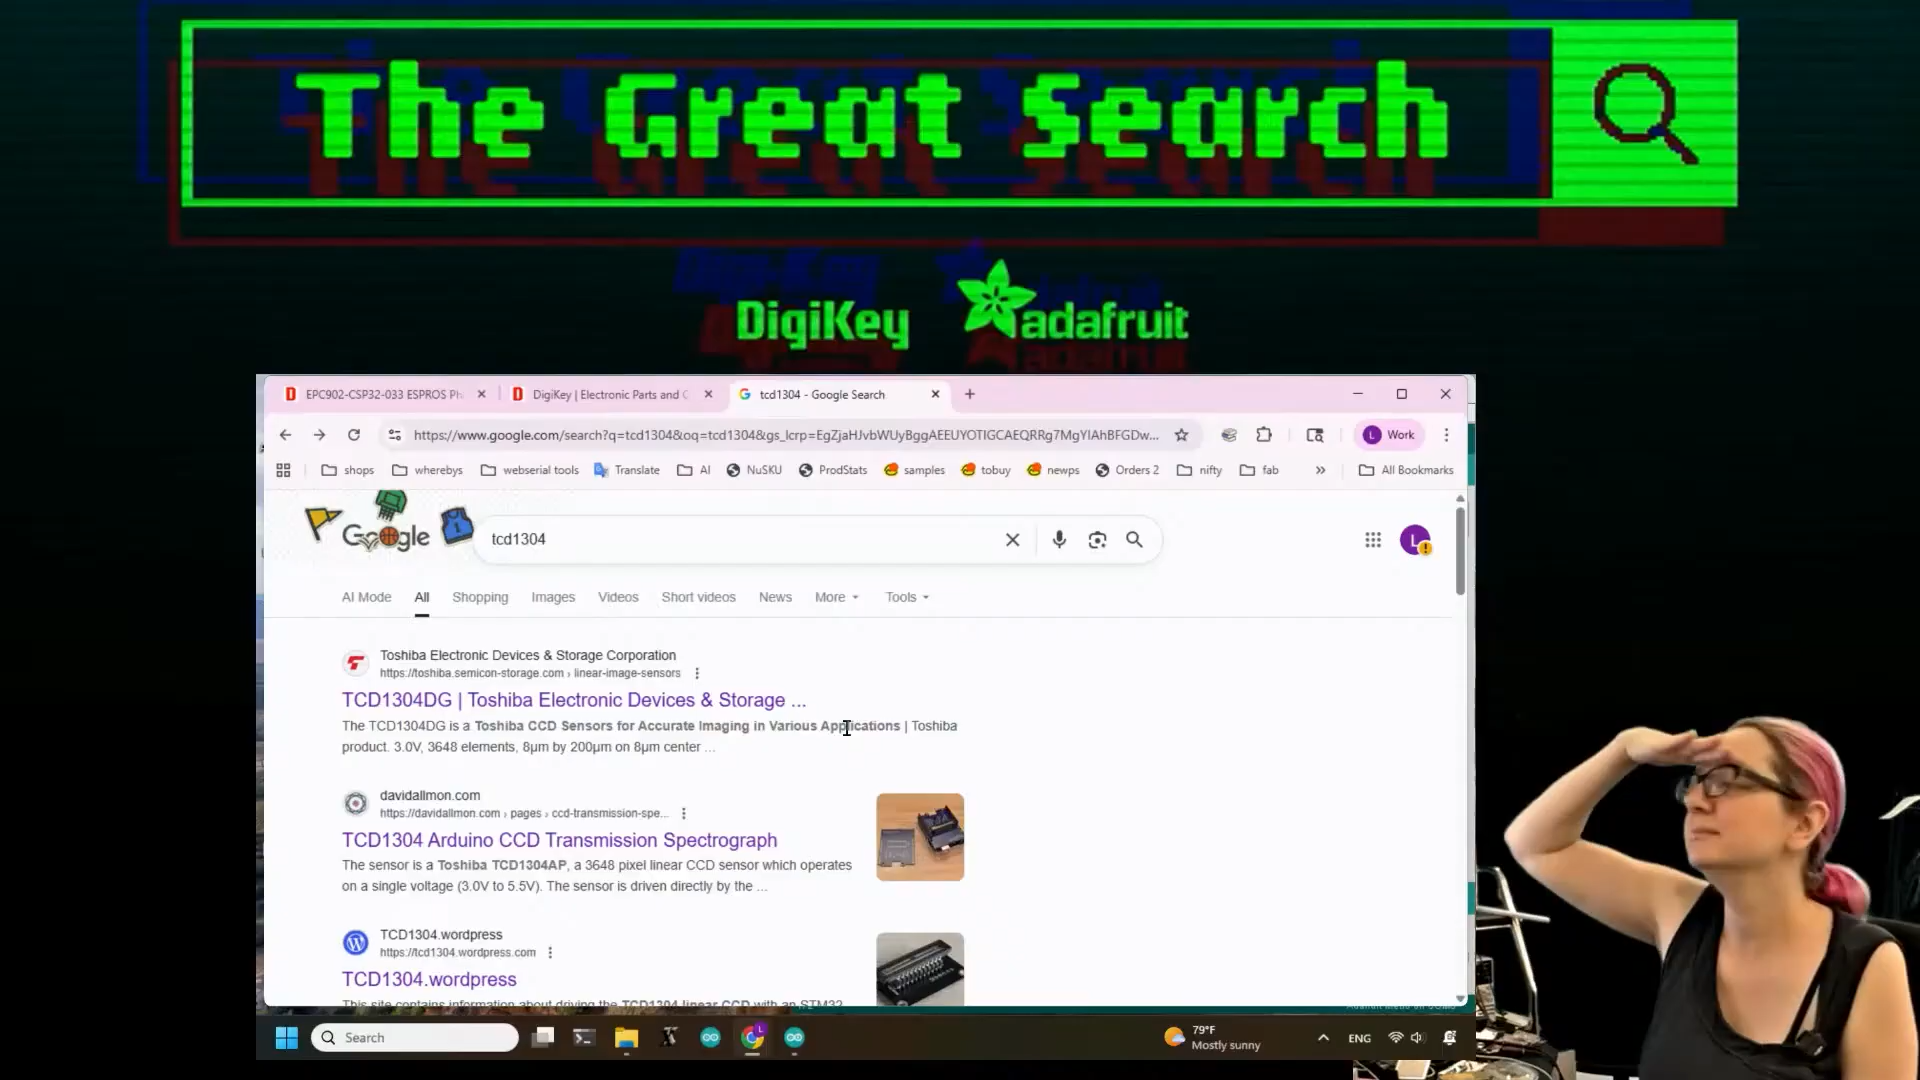 The Great Search
DigiKey
adafruit
EPC902-CSP32-033 ESPROS Ph
DigiKey | Electronic Parts and C
tcd1304 - Google Search
https://www.google.com/search?q=tcd1304&oq=tcd1304&gs_lcrp=EgZjaHJvbWUyBggAEEUYOTIGCAEQRRg7MgYIAhBFGDw...
Work
shops
wherebys
webserial tools
Translate
AI
NuSKU
ProdStats
samples
tobuy
newps
Orders 2
nifty
fab
All Bookmarks
Google
tcd1304
L
AI Mode
All
Shopping
Images
Videos
Short videos
News
More
Tools
Toshiba Electronic Devices & Storage Corporation
https://toshiba.semicon-storage.com › linear-image-sensors
TCD1304DG | Toshiba Electronic Devices & Storage ...
The TCD1304DG is a Toshiba CCD Sensors for Accurate Imaging in Various Applications | Toshiba
product. 3.0V, 3648 elements, 8μm by 200μm on 8μm center ...
davidallmon.com
https://davidallmon.com › pages › ccd-transmission-spe...
TCD1304 Arduino CCD Transmission Spectrograph
The sensor is a Toshiba TCD1304AP, a 3648 pixel linear CCD sensor which operates
on a single voltage (3.0V to 5.5V). The sensor is driven directly by the ...
TCD1304.wordpress
https://tcd1304.wordpress.com
TCD1304.wordpress
This site contains information about driving the TCD1304 linear CCD with an STM32
Search
79°F
Mostly sunny
ENG